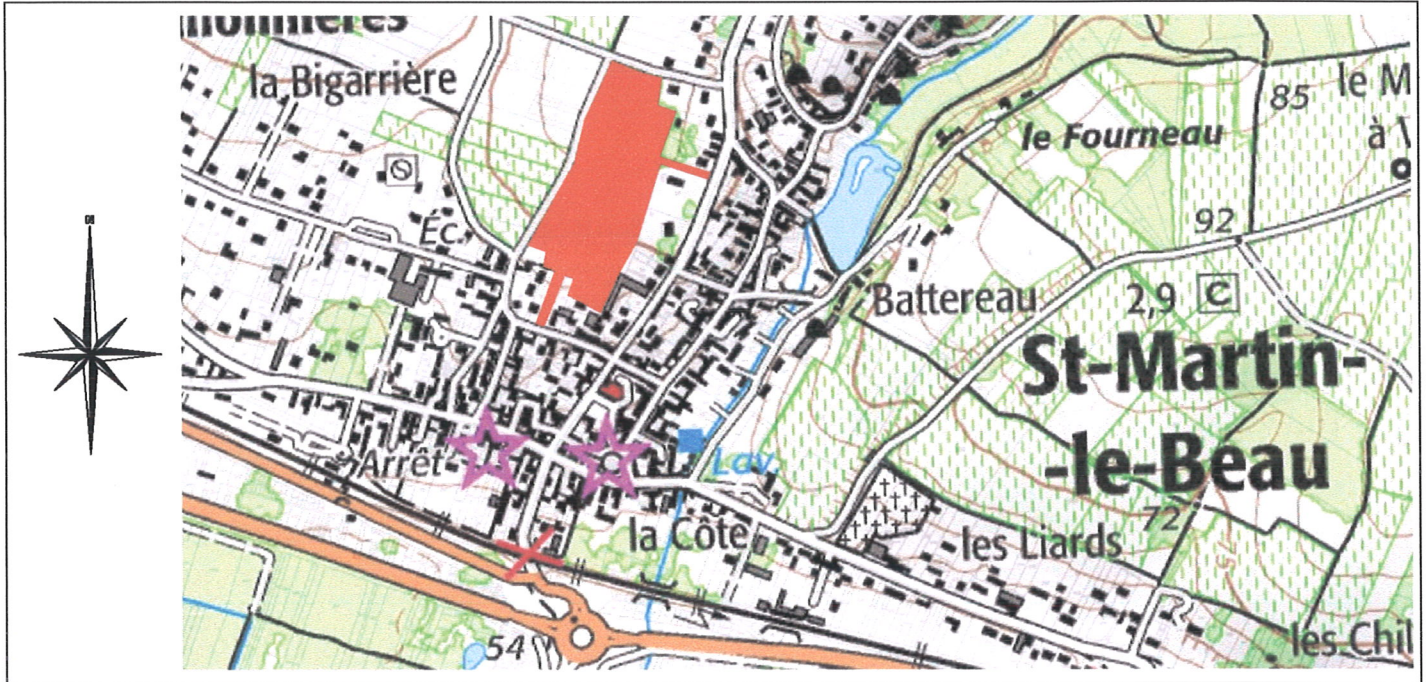 la Bigarrière
85
le M
à
le Fourneau
92
Éc.
Battereau
2,9
C
St-Martin-
-le-Beau
Arrêt
Lav.
la Côte
les Liards
72
75
54
les Chil